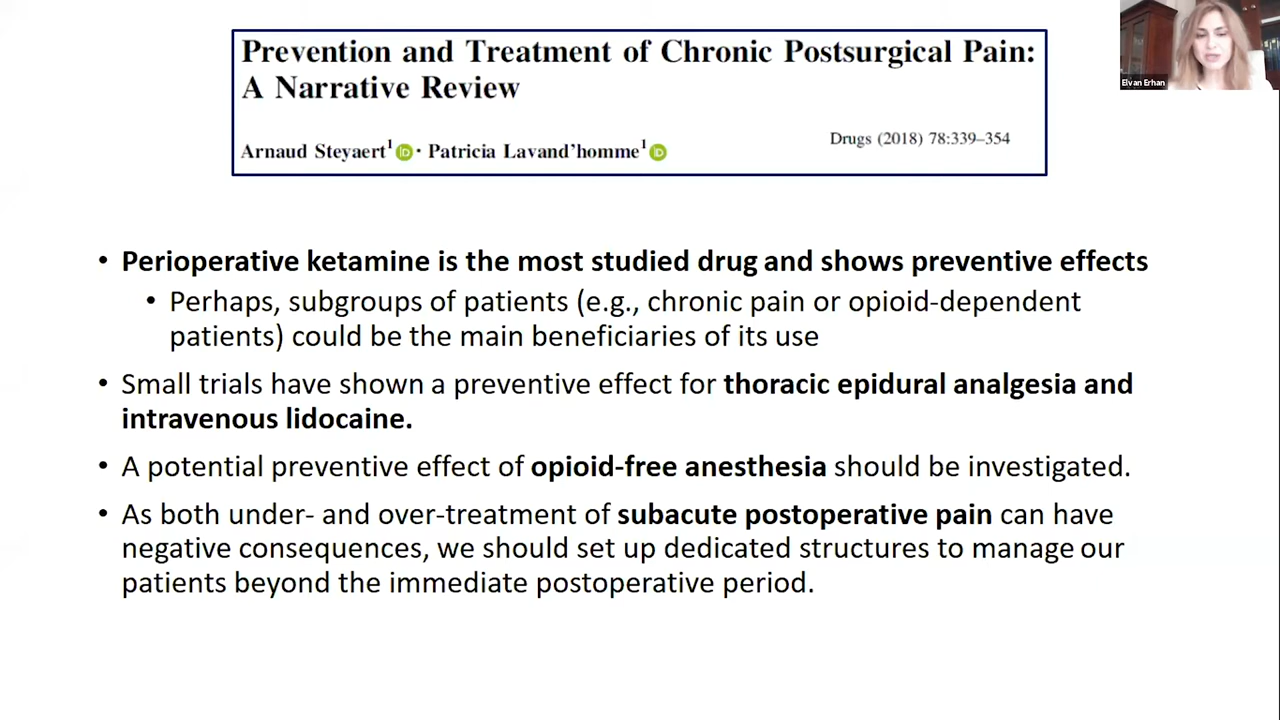 Prevention and Treatment of Chronic Postsurgical Pain:
A Narrative Review
Arnaud Steyaert1 iD · Patricia Lavand’homme1 iD
Drugs (2018) 78:339–354
Elvan Erhan
• Perioperative ketamine is the most studied drug and shows preventive effects
• Perhaps, subgroups of patients (e.g., chronic pain or opioid-dependent
patients) could be the main beneficiaries of its use
• Small trials have shown a preventive effect for thoracic epidural analgesia and
intravenous lidocaine.
• A potential preventive effect of opioid-free anesthesia should be investigated.
• As both under- and over-treatment of subacute postoperative pain can have
negative consequences, we should set up dedicated structures to manage our
patients beyond the immediate postoperative period.